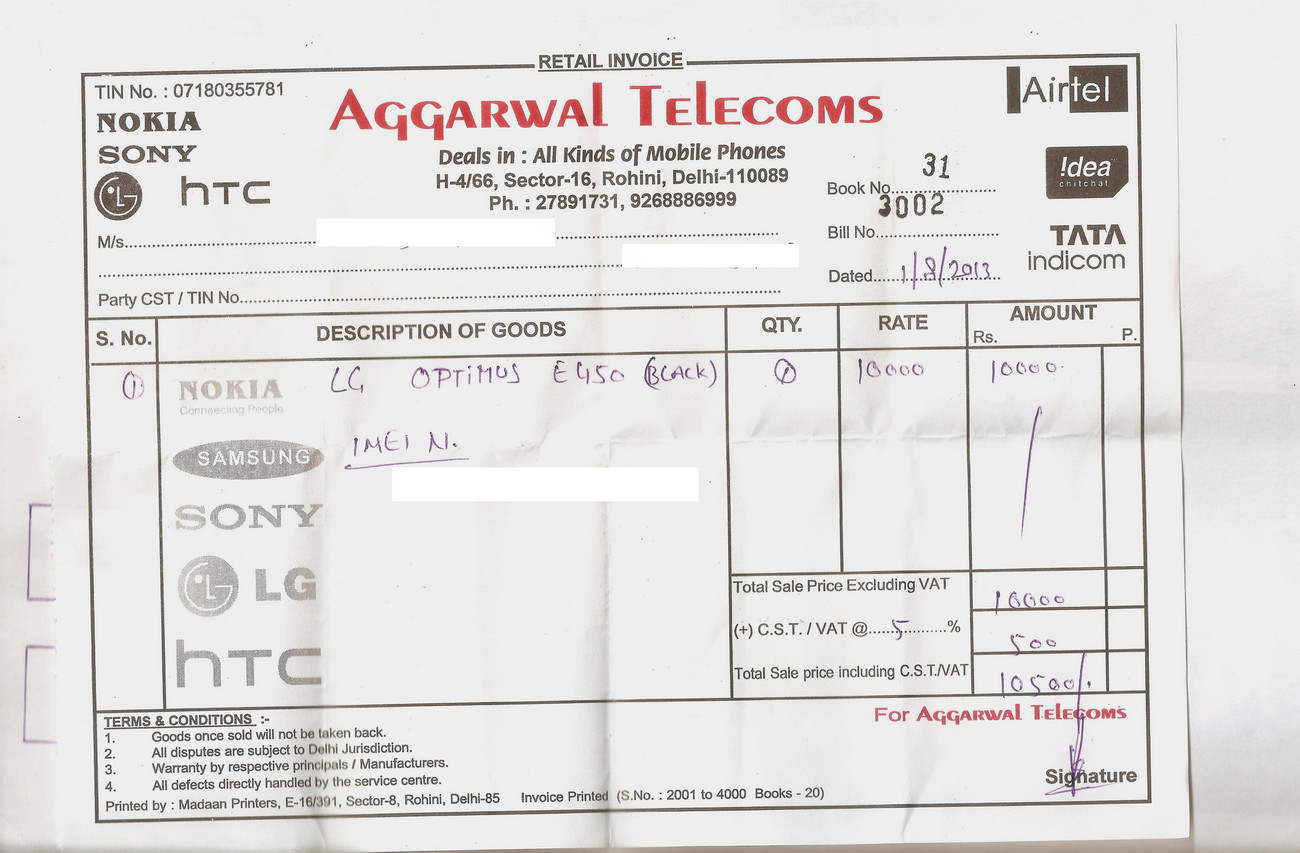 RETAIL INVOICE
TIN No. : 07180355781
NOKIA
SONY
LG hTC
AGGARWAL TELECOMS
Deals in : All Kinds of Mobile Phones
H-4/66, Sector-16, Rohini, Delhi-110089
Ph. : 27891731, 9268886999
Airtel
!dea
chitchat
TATA
indicom
Book No. 31
Bill No. 3002
Dated 1/8/2013
M/s.
Party CST / TIN No.
S. No. DESCRIPTION OF GOODS QTY. RATE AMOUNT
Rs. P.
① LG OPTIMUS E450 (BLACK) ① 10000 10000.
NOKIA
Connecting People
IMEI N.
SAMSUNG
SONY
LG LG
hTC
Total Sale Price Excluding VAT 10000
(+) C.S.T. / VAT @......5..........% 500
Total Sale price including C.S.T./VAT 10500/.
TERMS & CONDITIONS :-
1. Goods once sold will not be taken back.
2. All disputes are subject to Delhi Jurisdiction.
3. Warranty by respective principals / Manufacturers.
4. All defects directly handled by the service centre.
For AGGARWAL TELECOMS
Signature
Printed by : Madaan Printers, E-16/391, Sector-8, Rohini, Delhi-85 Invoice Printed (S.No. : 2001 to 4000 Books - 20)